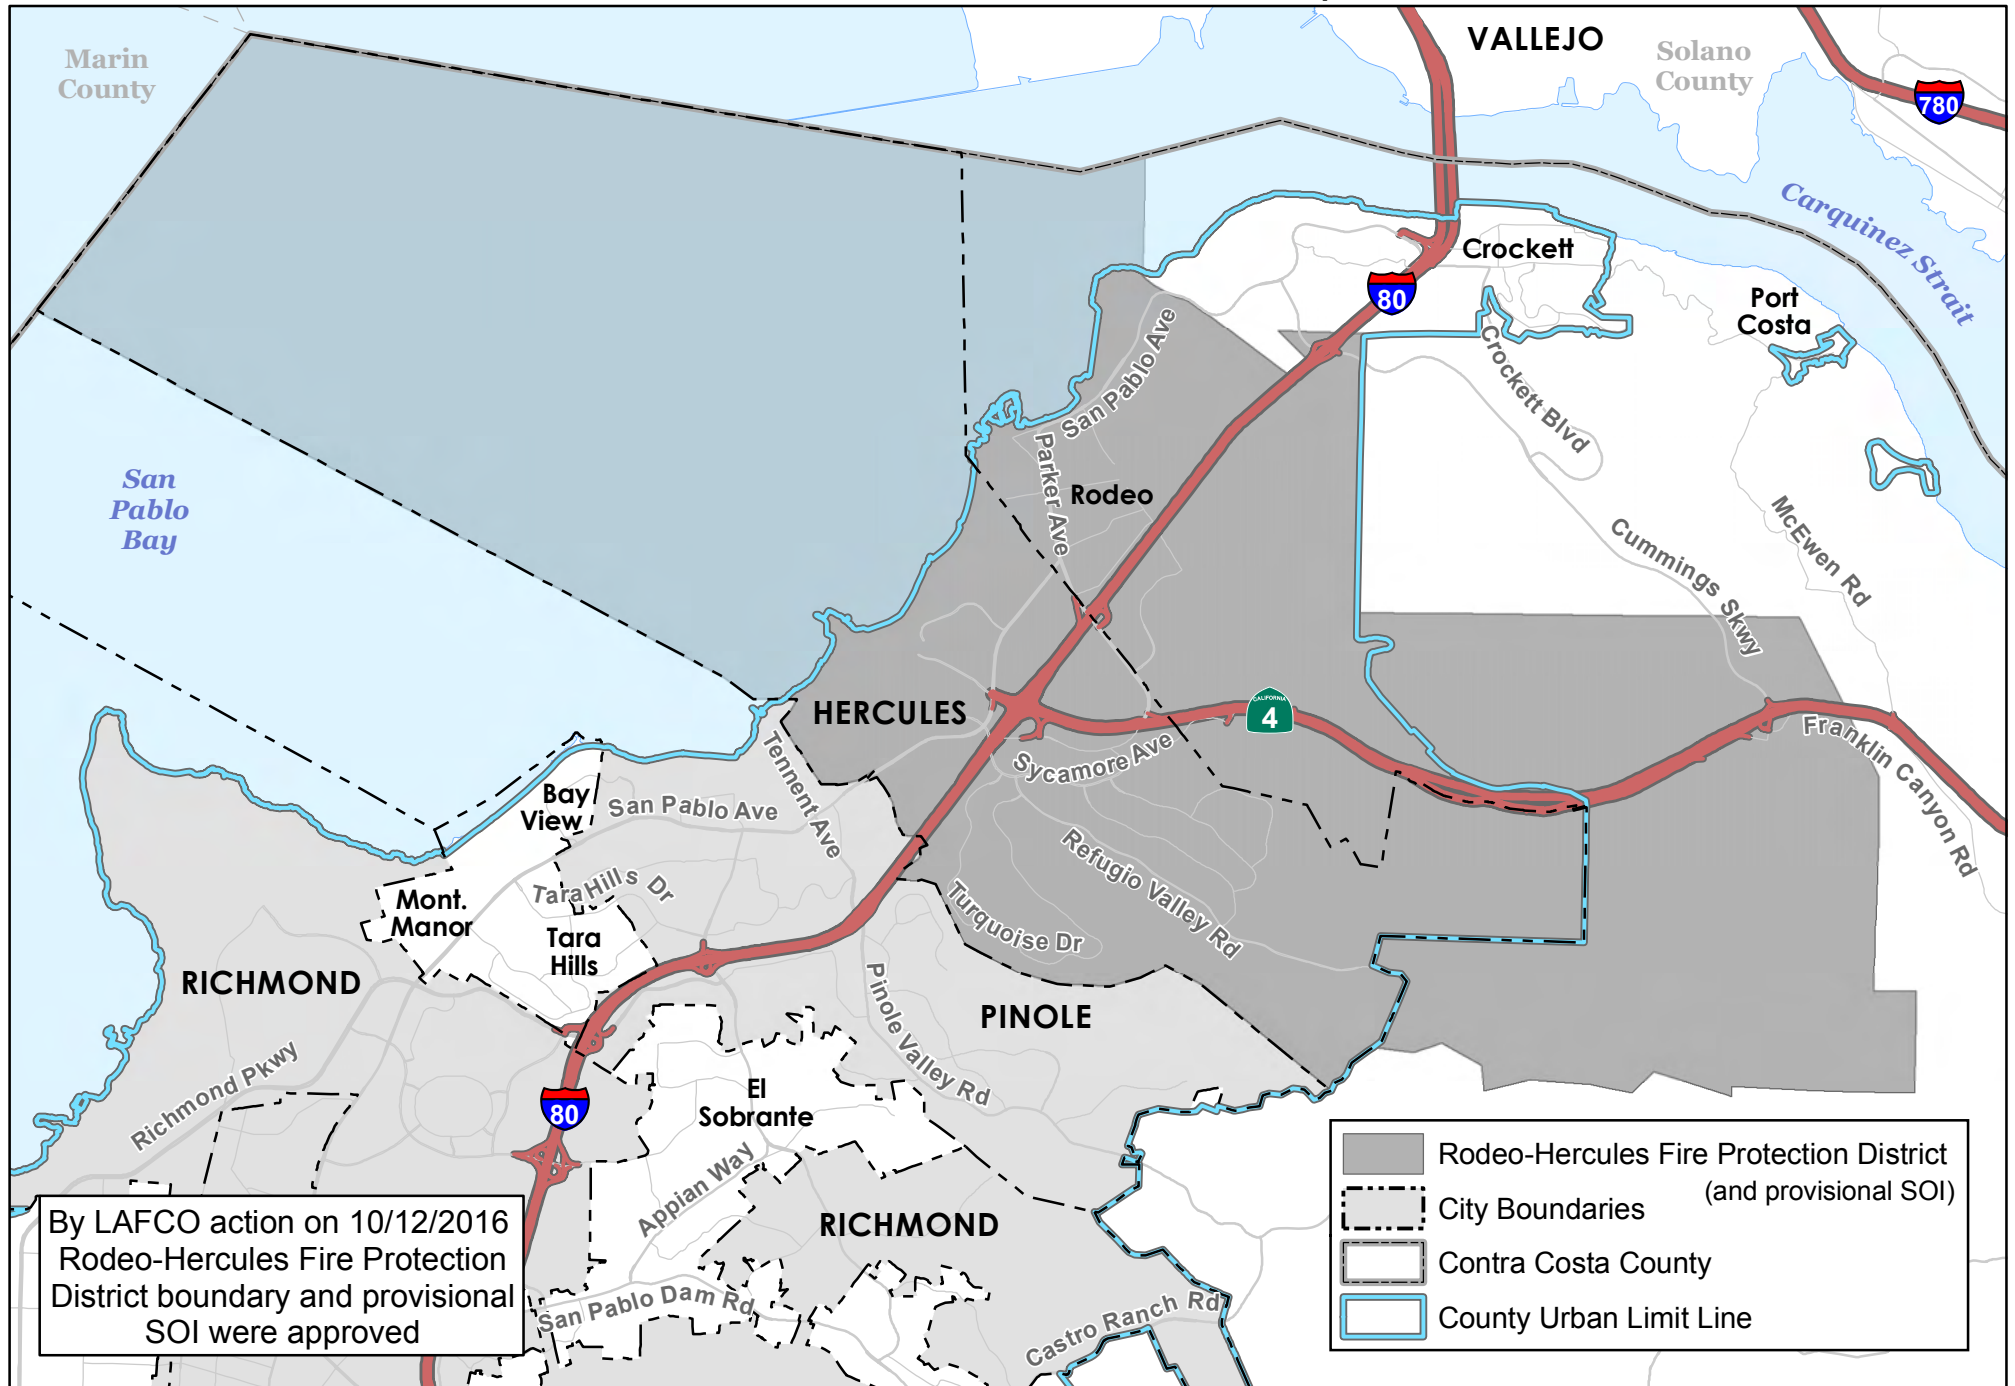 Marin
County
VALLEJO
Solano
County
780
Carquinez Strait
Crockett
80
Port
Costa
San Pablo Ave
Crockett Blvd
Parker Ave
Rodeo
San
Pablo
Bay
McEwen Rd
Cummings Skwy
HERCULES
CALIFORNIA
4
Franklin Canyon Rd
Sycamore Ave
Tennent Ave
Bay
View
San Pablo Ave
Refugio Valley Rd
Tara Hills Dr
Mont.
Manor
Turquoise Dr
Tara
Hills
RICHMOND
PINOLE
Pinole Valley Rd
Richmond Pkwy
80
El
Sobrante
Appian Way
RICHMOND
San Pablo Dam Rd
Castro Ranch Rd
By LAFCO action on 10/12/2016
Rodeo-Hercules Fire Protection
District boundary and provisional
SOI were approved
Rodeo-Hercules Fire Protection District
(and provisional SOI)
City Boundaries
Contra Costa County
County Urban Limit Line